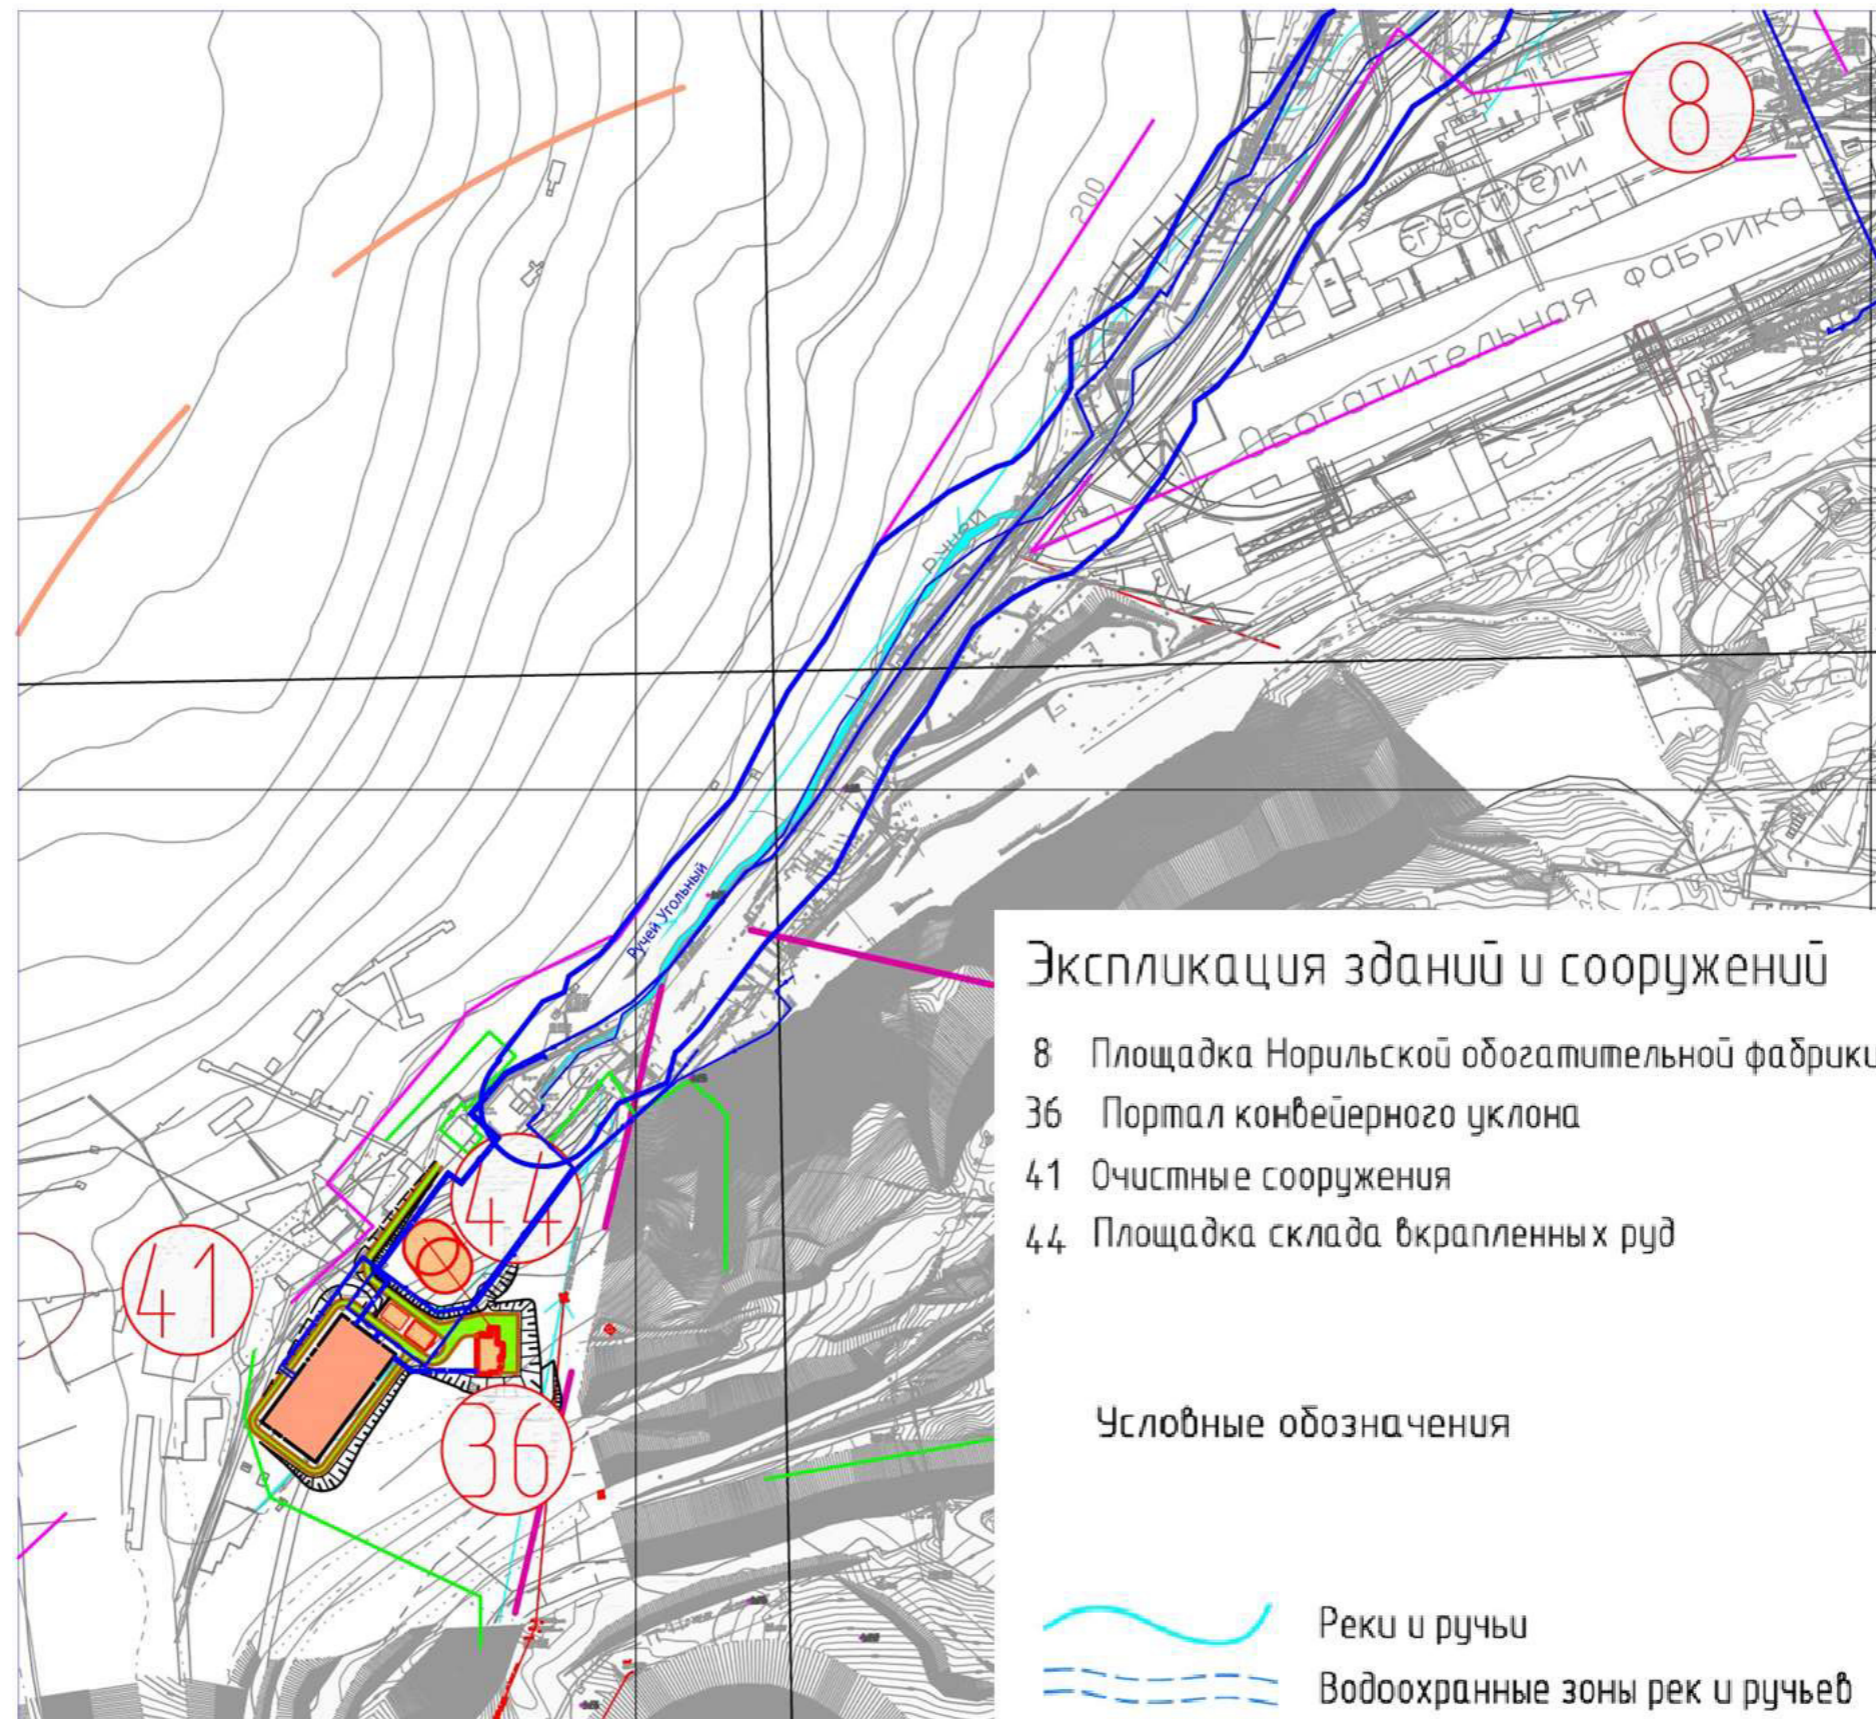 8
200
СГУСТИТЕЛИ
ОБОГАТИТЕЛЬНАЯ ФАБРИКА
РУЧЕЙ
Ручей Угольный
44
41
36
Экспликация зданий и сооружений
8 Площадка Норильской обогатительной фабрики
36 Портал конвейерного уклона
41 Очистные сооружения
44 Площадка склада вкрапленных руд
Условные обозначения
Реки и ручьи
Водоохранные зоны рек и ручьев